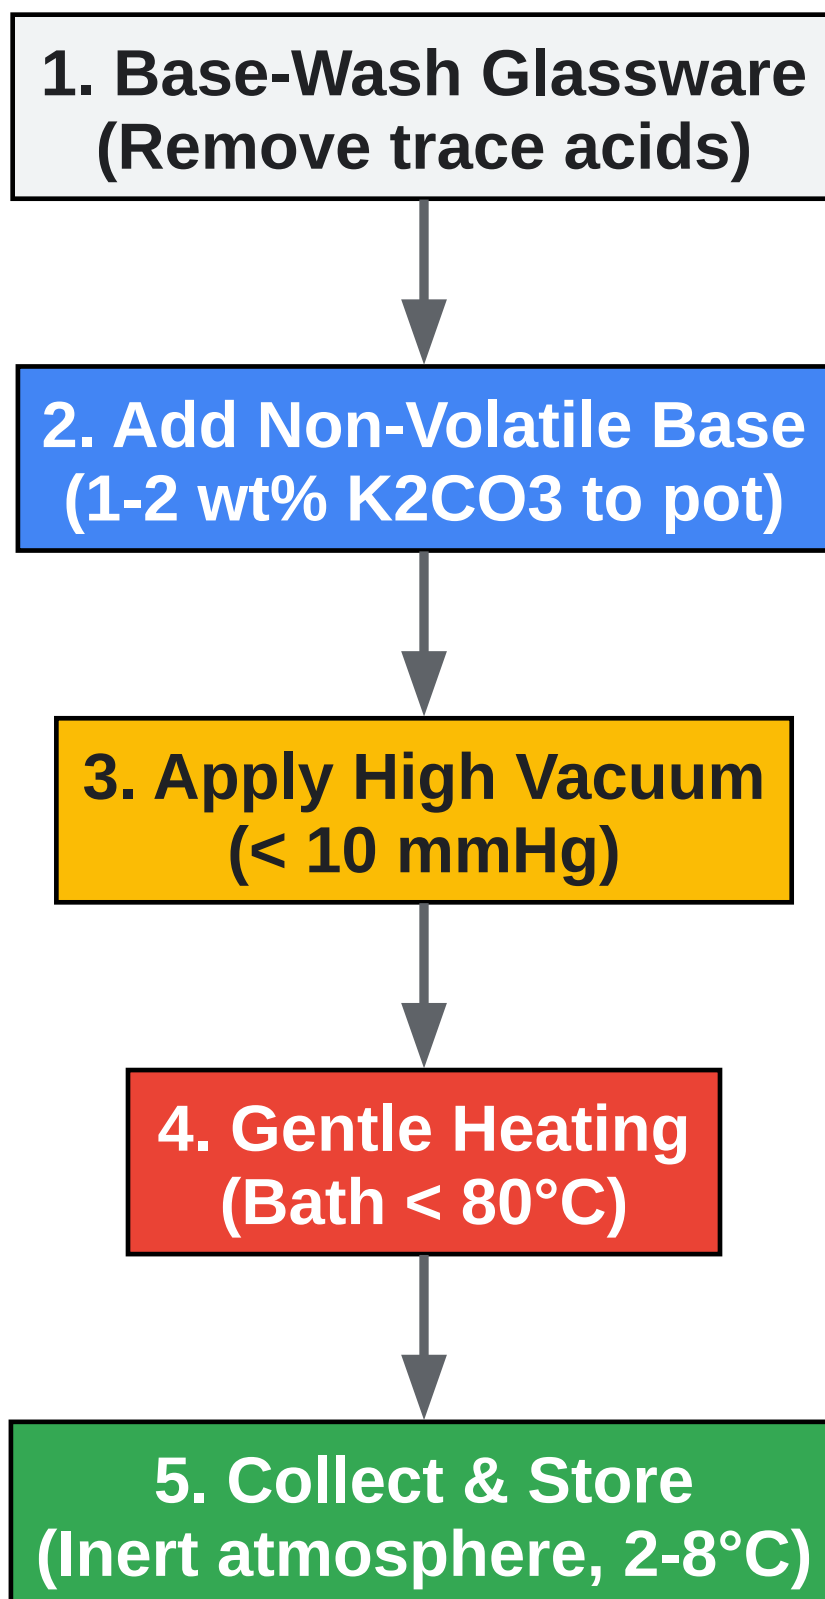 1. Base-Wash Glassware
(Remove trace acids)
2. Add Non-Volatile Base
(1-2 wt% K2CO3 to pot)
3. Apply High Vacuum
(< 10 mmHg)
4. Gentle Heating
(Bath < 80°C)
5. Collect & Store
(Inert atmosphere, 2-8°C)